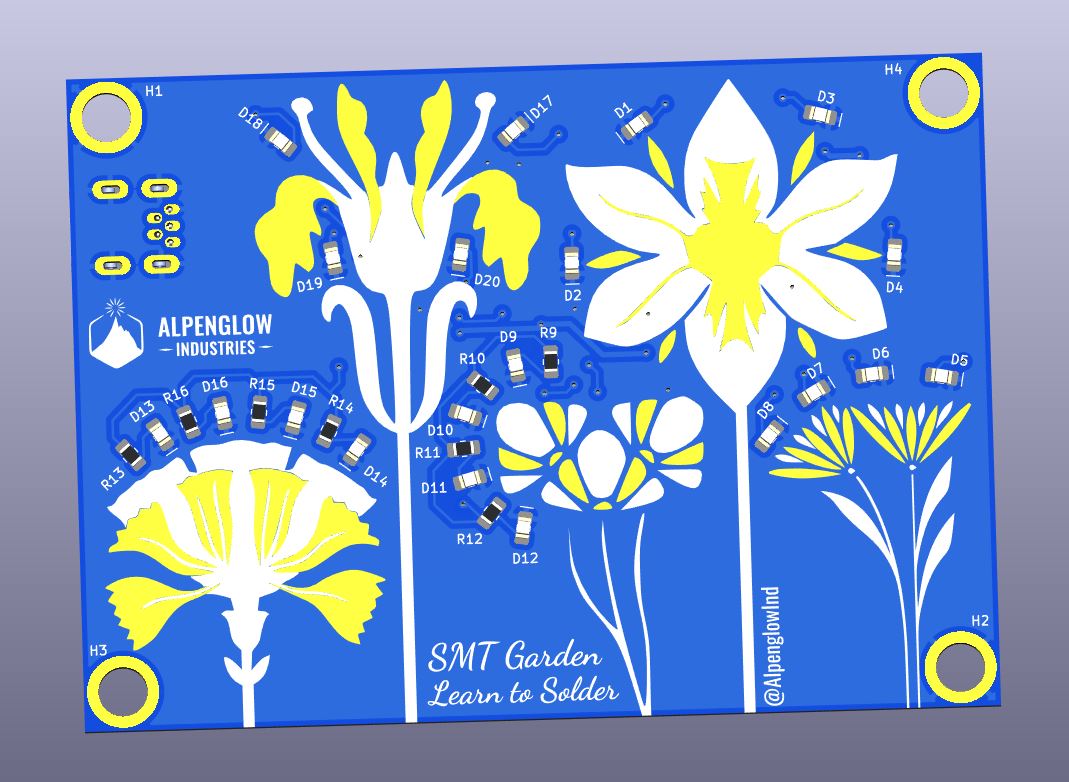 H1
H4
D18
D17
D1
D3
D19
D20
D2
D4
ALPENGLOW
INDUSTRIES
D9
R9
R10
D6
D5
D7
D13
R16
D16
R15
D15
R14
D10
D8
R11
R13
D14
D11
R12
D12
@AlpenglowInd
H3
H2
SMT Garden
Learn to Solder